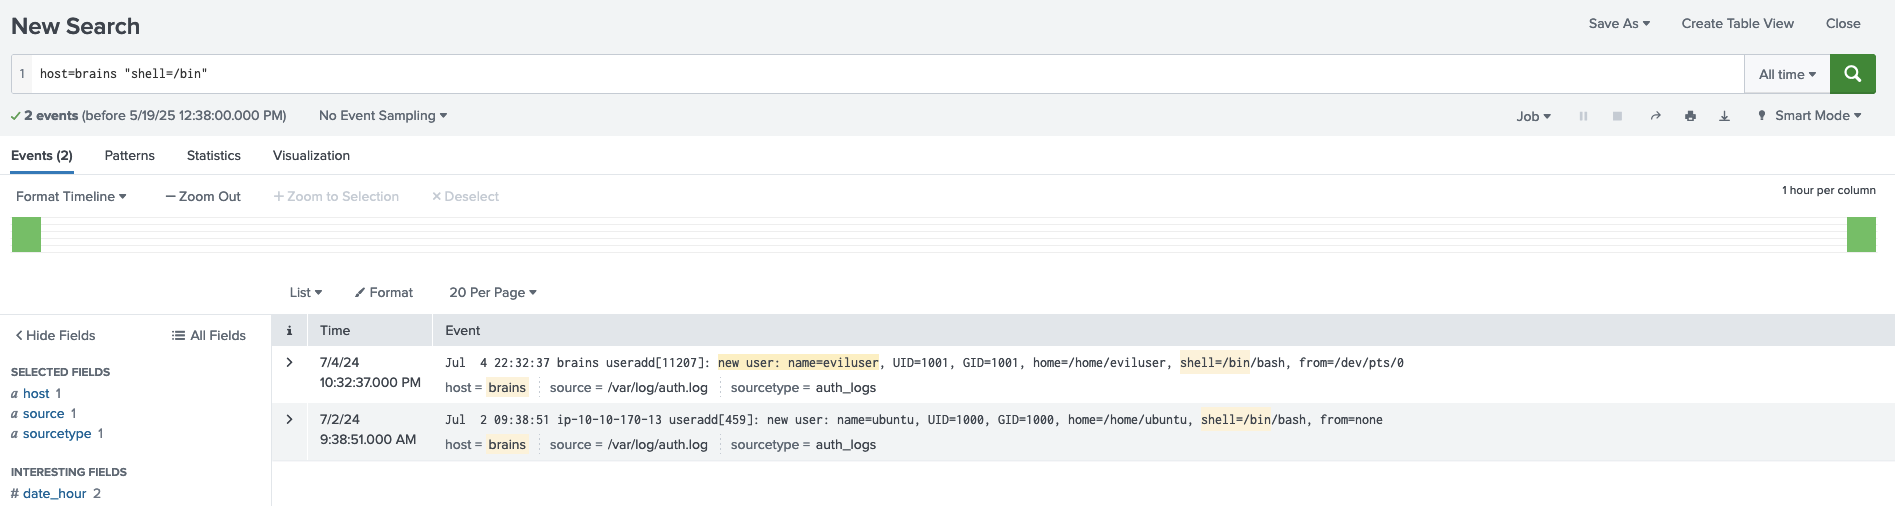 New Search
Save As Create Table View Close
1 host=brains "shell=/bin"
All time
2 events (before 5/19/25 12:38:00.000 PM) No Event Sampling
Job Smart Mode
Events (2) Patterns Statistics Visualization
Format Timeline — Zoom Out + Zoom to Selection × Deselect
1 hour per column
List Format 20 Per Page
< Hide Fields All Fields
i Time Event
SELECTED FIELDS
a host 1
a source 1
a sourcetype 1
INTERESTING FIELDS
# date_hour 2
> 7/4/24
10:32:37.000 PM
Jul  4 22:32:37 brains useradd[11207]: new user: name=eviluser, UID=1001, GID=1001, home=/home/eviluser, shell=/bin/bash, from=/dev/pts/0
host = brains source = /var/log/auth.log sourcetype = auth_logs
> 7/2/24
9:38:51.000 AM
Jul  2 09:38:51 ip-10-10-170-13 useradd[459]: new user: name=ubuntu, UID=1000, GID=1000, home=/home/ubuntu, shell=/bin/bash, from=none
host = brains source = /var/log/auth.log sourcetype = auth_logs